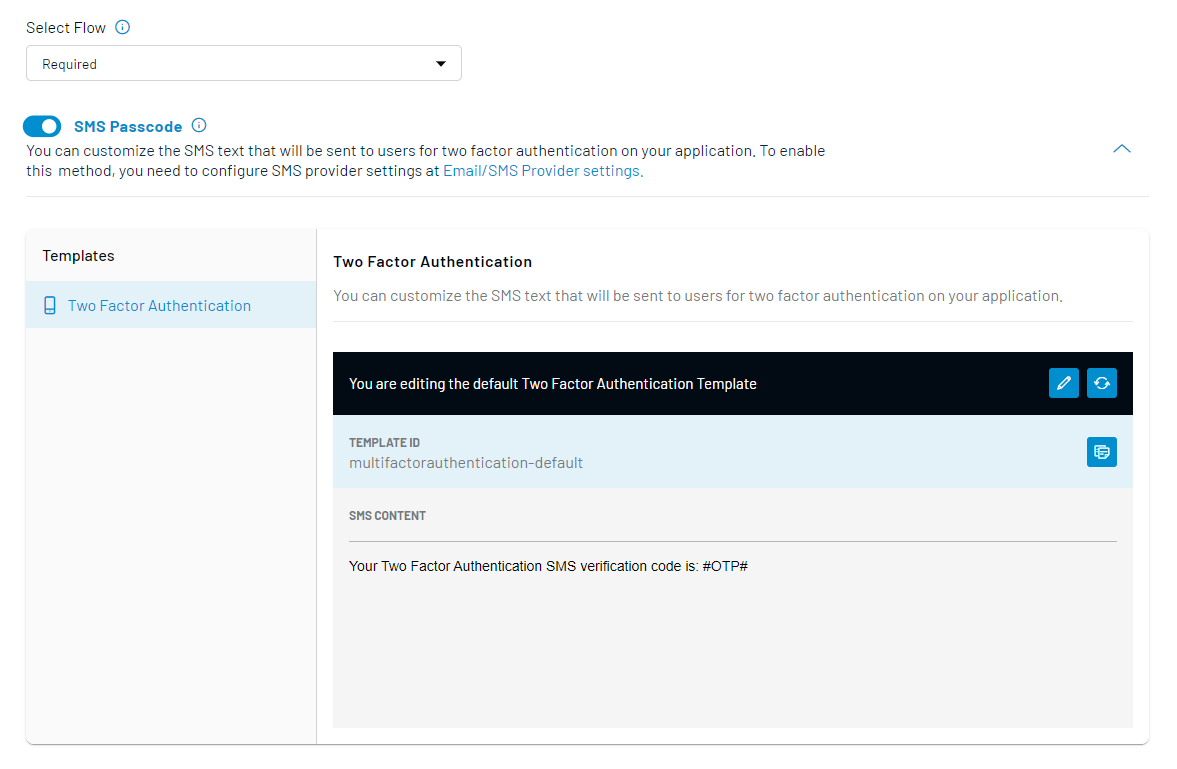 Select Flow
Required
SMS Passcode
You can customize the SMS text that will be sent to users for two factor authentication on your application. To enable
this method, you need to configure SMS provider settings at Email/SMS Provider settings.
Templates
Two Factor Authentication
Two Factor Authentication
You can customize the SMS text that will be sent to users for two factor authentication on your application.
You are editing the default Two Factor Authentication Template
TEMPLATE ID
multifactorauthentication-default
SMS CONTENT
Your Two Factor Authentication SMS verification code is: #OTP#